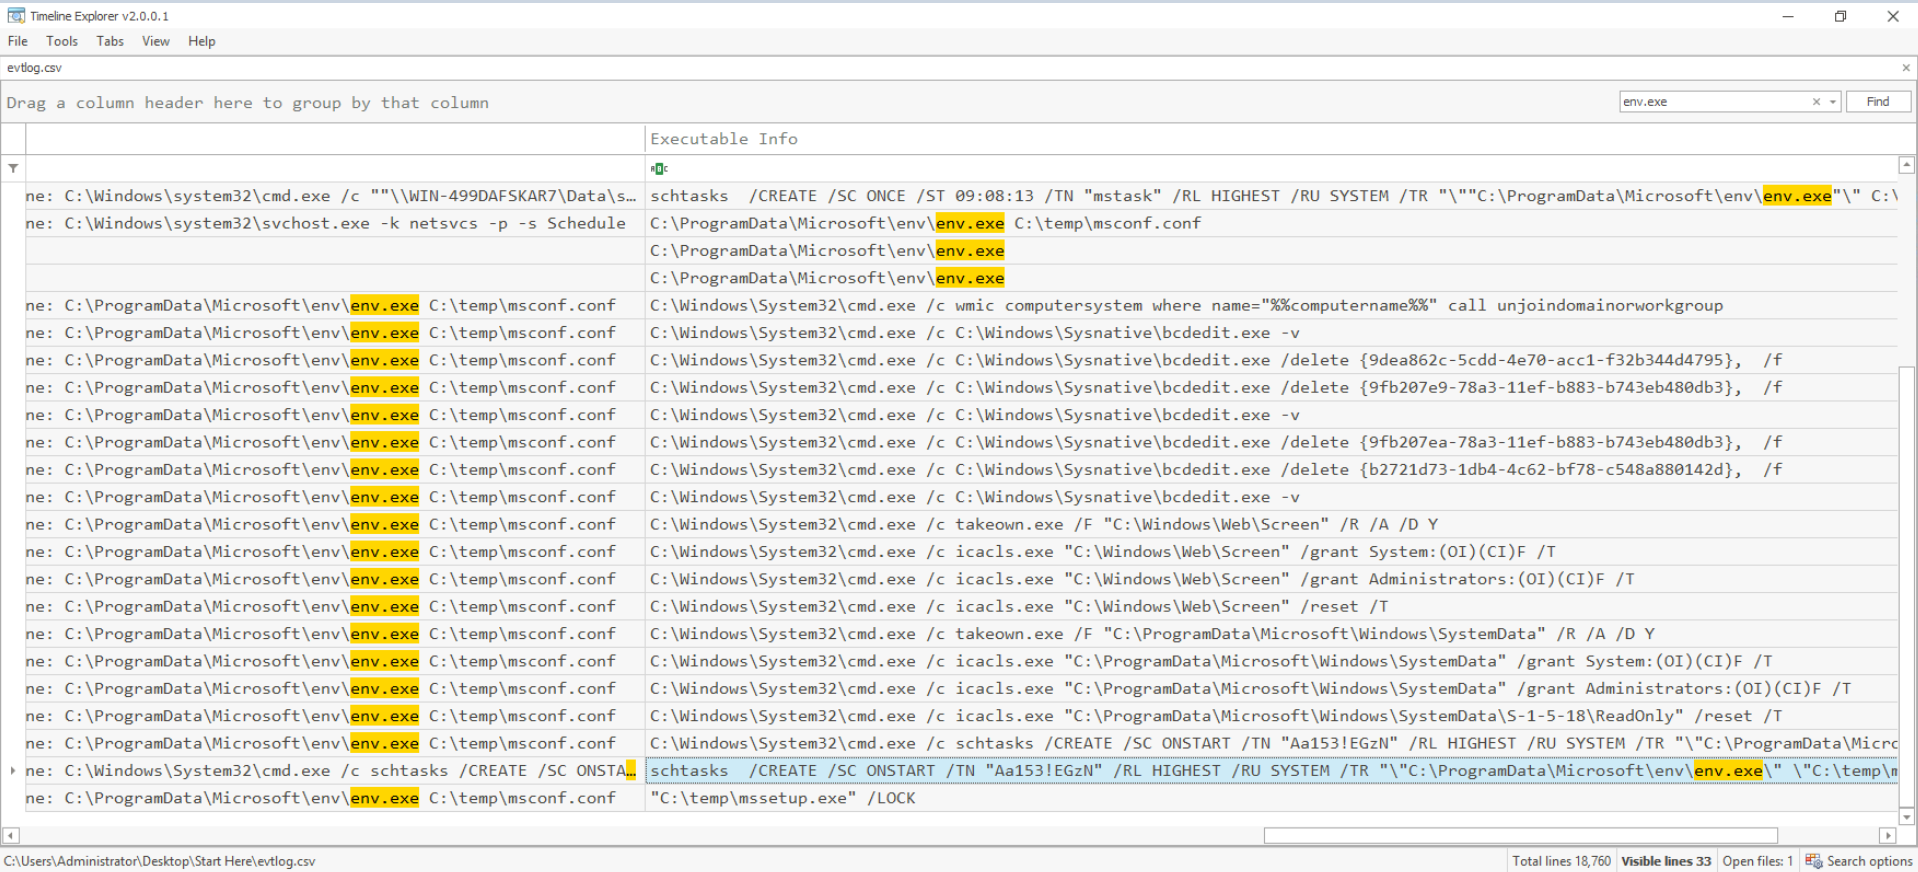 Timeline Explorer v2.0.0.1
File Tools Tabs View Help
evtlog.csv
Drag a column header here to group by that column
env.exe Find
Executable Info
ne: C:\Windows\system32\cmd.exe /c ""\\WIN-499DAFSKAR7\Data\s... schtasks /CREATE /SC ONCE /ST 09:08:13 /TN "mstask" /RL HIGHEST /RU SYSTEM /TR "\""C:\ProgramData\Microsoft\env\env.exe"\" C:\
ne: C:\Windows\system32\svchost.exe -k netsvcs -p -s Schedule C:\ProgramData\Microsoft\env\env.exe C:\temp\msconf.conf
C:\ProgramData\Microsoft\env\env.exe
C:\ProgramData\Microsoft\env\env.exe
ne: C:\ProgramData\Microsoft\env\env.exe C:\temp\msconf.conf C:\Windows\System32\cmd.exe /c wmic computersystem where name="%%computername%%" call unjoindomainorworkgroup
ne: C:\ProgramData\Microsoft\env\env.exe C:\temp\msconf.conf C:\Windows\System32\cmd.exe /c C:\Windows\Sysnative\bcdedit.exe -v
ne: C:\ProgramData\Microsoft\env\env.exe C:\temp\msconf.conf C:\Windows\System32\cmd.exe /c C:\Windows\Sysnative\bcdedit.exe /delete {9dea862c-5cdd-4e70-acc1-f32b344d4795}, /f
ne: C:\ProgramData\Microsoft\env\env.exe C:\temp\msconf.conf C:\Windows\System32\cmd.exe /c C:\Windows\Sysnative\bcdedit.exe /delete {9fb207e9-78a3-11ef-b883-b743eb480db3}, /f
ne: C:\ProgramData\Microsoft\env\env.exe C:\temp\msconf.conf C:\Windows\System32\cmd.exe /c C:\Windows\Sysnative\bcdedit.exe -v
ne: C:\ProgramData\Microsoft\env\env.exe C:\temp\msconf.conf C:\Windows\System32\cmd.exe /c C:\Windows\Sysnative\bcdedit.exe /delete {9fb207ea-78a3-11ef-b883-b743eb480db3}, /f
ne: C:\ProgramData\Microsoft\env\env.exe C:\temp\msconf.conf C:\Windows\System32\cmd.exe /c C:\Windows\Sysnative\bcdedit.exe /delete {b2721d73-1db4-4c62-bf78-c548a880142d}, /f
ne: C:\ProgramData\Microsoft\env\env.exe C:\temp\msconf.conf C:\Windows\System32\cmd.exe /c C:\Windows\Sysnative\bcdedit.exe -v
ne: C:\ProgramData\Microsoft\env\env.exe C:\temp\msconf.conf C:\Windows\System32\cmd.exe /c takeown.exe /F "C:\Windows\Web\Screen" /R /A /D Y
ne: C:\ProgramData\Microsoft\env\env.exe C:\temp\msconf.conf C:\Windows\System32\cmd.exe /c icacls.exe "C:\Windows\Web\Screen" /grant System:(OI)(CI)F /T
ne: C:\ProgramData\Microsoft\env\env.exe C:\temp\msconf.conf C:\Windows\System32\cmd.exe /c icacls.exe "C:\Windows\Web\Screen" /grant Administrators:(OI)(CI)F /T
ne: C:\ProgramData\Microsoft\env\env.exe C:\temp\msconf.conf C:\Windows\System32\cmd.exe /c icacls.exe "C:\Windows\Web\Screen" /reset /T
ne: C:\ProgramData\Microsoft\env\env.exe C:\temp\msconf.conf C:\Windows\System32\cmd.exe /c takeown.exe /F "C:\ProgramData\Microsoft\Windows\SystemData" /R /A /D Y
ne: C:\ProgramData\Microsoft\env\env.exe C:\temp\msconf.conf C:\Windows\System32\cmd.exe /c icacls.exe "C:\ProgramData\Microsoft\Windows\SystemData" /grant System:(OI)(CI)F /T
ne: C:\ProgramData\Microsoft\env\env.exe C:\temp\msconf.conf C:\Windows\System32\cmd.exe /c icacls.exe "C:\ProgramData\Microsoft\Windows\SystemData" /grant Administrators:(OI)(CI)F /T
ne: C:\ProgramData\Microsoft\env\env.exe C:\temp\msconf.conf C:\Windows\System32\cmd.exe /c icacls.exe "C:\ProgramData\Microsoft\Windows\SystemData\S-1-5-18\ReadOnly" /reset /T
ne: C:\ProgramData\Microsoft\env\env.exe C:\temp\msconf.conf C:\Windows\System32\cmd.exe /c schtasks /CREATE /SC ONSTART /TN "Aa153!EGzN" /RL HIGHEST /RU SYSTEM /TR "\"C:\ProgramData\Micro
ne: C:\Windows\System32\cmd.exe /c schtasks /CREATE /SC ONSTA... schtasks /CREATE /SC ONSTART /TN "Aa153!EGzN" /RL HIGHEST /RU SYSTEM /TR "\"C:\ProgramData\Microsoft\env\env.exe\" \"C:\temp\m
ne: C:\ProgramData\Microsoft\env\env.exe C:\temp\msconf.conf "C:\temp\mssetup.exe" /LOCK
C:\Users\Administrator\Desktop\Start Here\evtlog.csv Total lines 18,760 Visible lines 33 Open files: 1 Search options